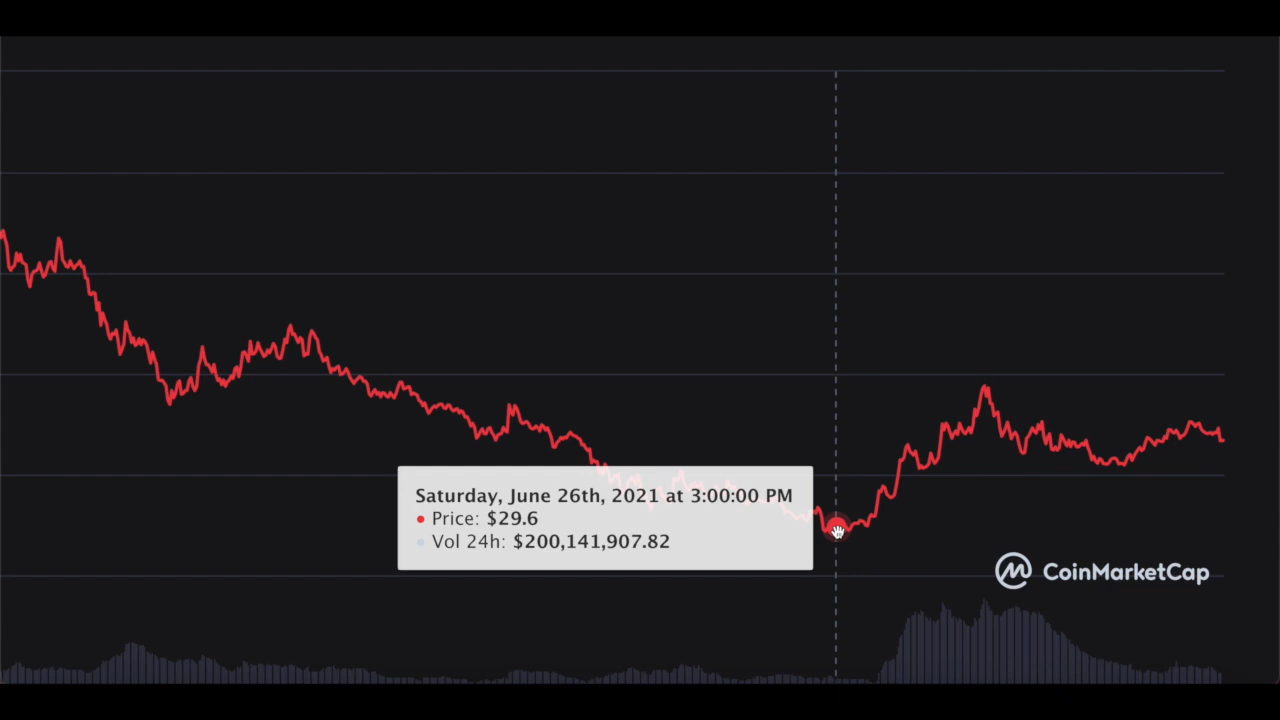 Saturday, June 26th, 2021 at 3:00:00 PM
Price: $29.6
Vol 24h: $200,141,907.82
CoinMarketCap